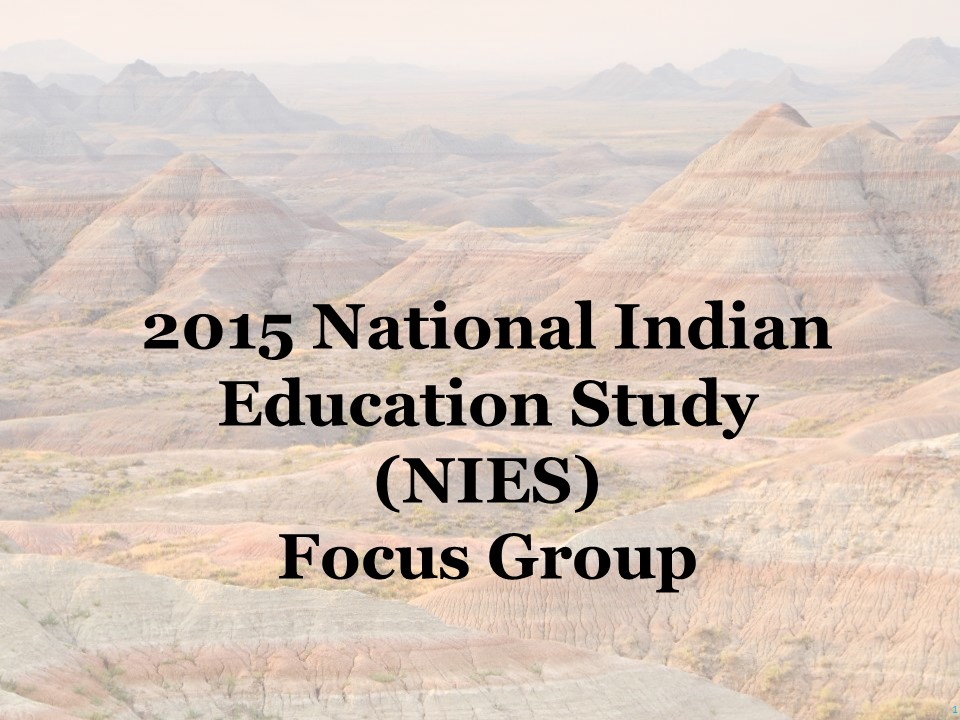 2015 National Indian
Education Study
(NIES)
Focus Group
1